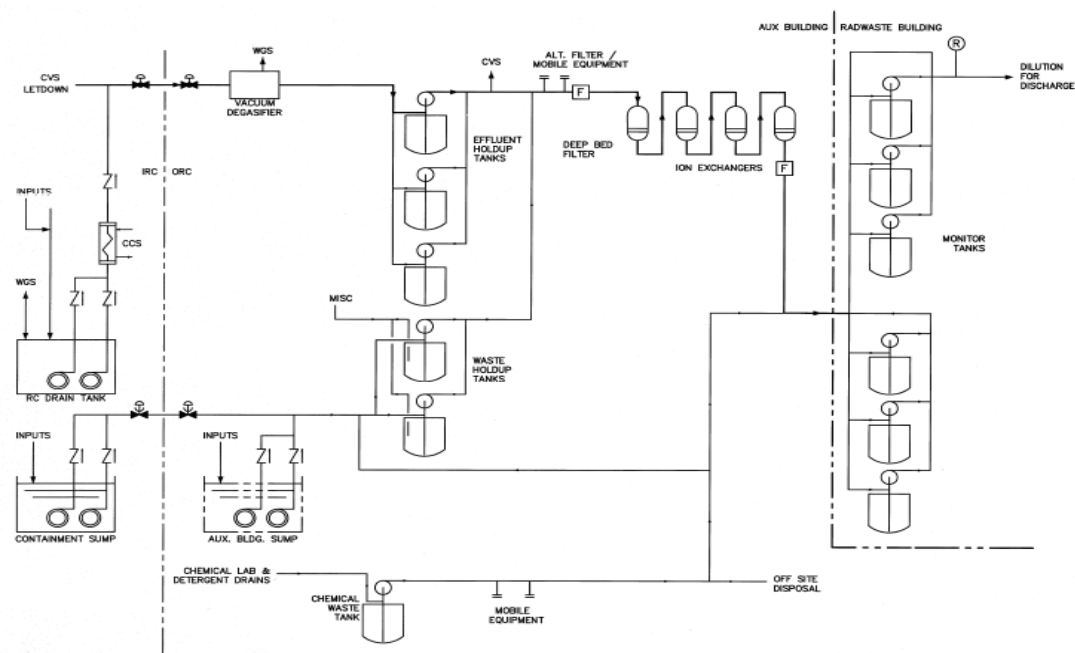 AUX BUILDING
RADWASTE BUILDING
WGS
CVS
LETDOWN
VACUUM
DEGASIFIER
CVS
ALT. FILTER /
MOBILE EQUIPMENT
F
R
DILUTION
FOR
DISCHARGE
EFFLUENT
HOLDUP
TANKS
DEEP BED
FILTER
ION EXCHANGERS
F
IRC
ORC
INPUTS
CCS
WGS
MONITOR
TANKS
MISC
WASTE
HOLDUP
TANKS
RC DRAIN TANK
INPUTS
INPUTS
CONTAINMENT SUMP
AUX. BLDG. SUMP
CHEMICAL LAB &
DETERGENT DRAINS
CHEMICAL
WASTE
TANK
MOBILE
EQUIPMENT
OFF SITE
DISPOSAL